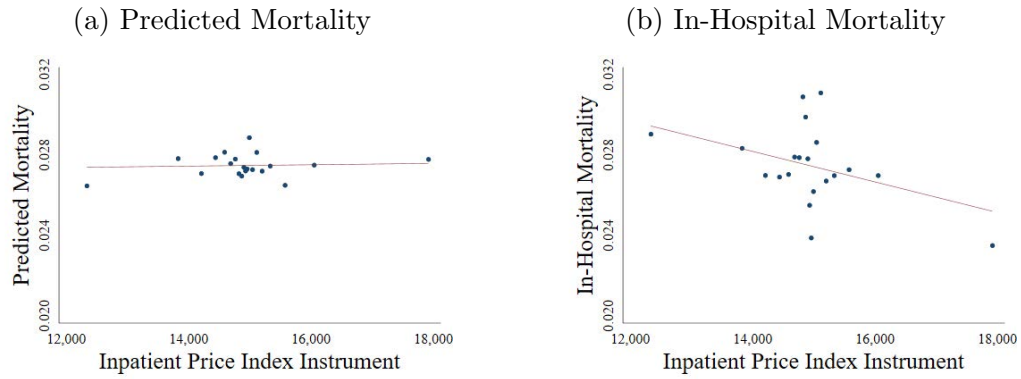 (a) Predicted Mortality
Predicted Mortality
0.032
0.028
0.024
0.020
12,000
14,000
16,000
18,000
Inpatient Price Index Instrument
(b) In-Hospital Mortality
In-Hospital Mortality
0.032
0.028
0.024
0.020
12,000
14,000
16,000
18,000
Inpatient Price Index Instrument